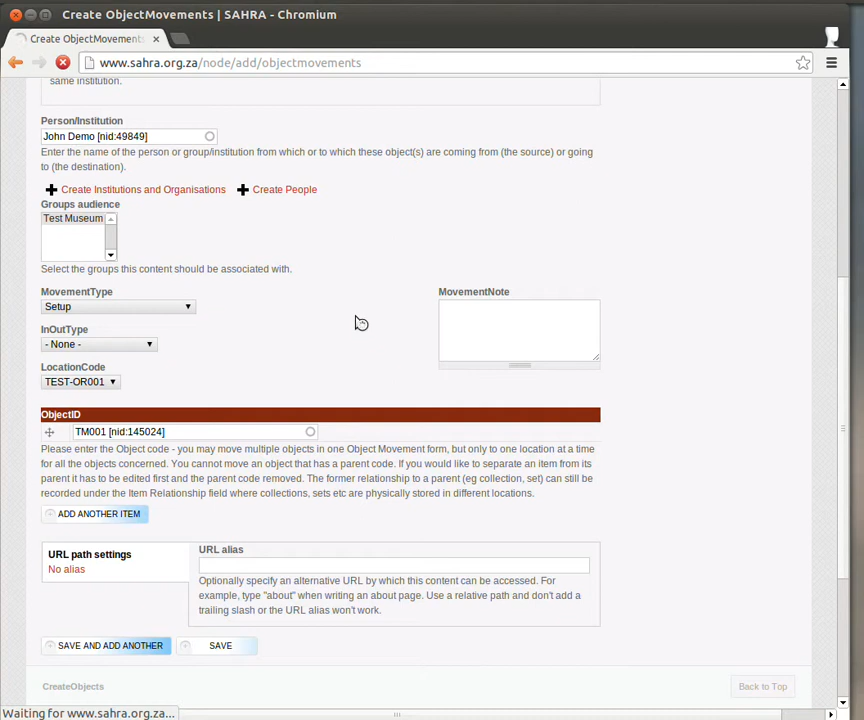 Create ObjectMovements | SAHRA - Chromium
Create ObjectMovements
www.sahra.org.za/node/add/objectmovements
same institution.
Person/Institution
John Demo [nid:49849]
Enter the name of the person or group/institution from which or to which these object(s) are coming from (the source) or going
to (the destination).
Create Institutions and Organisations Create People
Groups audience
Test Museum
Select the groups this content should be associated with.
MovementType
Setup
MovementNote
InOutType
- None -
LocationCode
TEST-OR001
ObjectID
TM001 [nid:145024]
Please enter the Object code - you may move multiple objects in one Object Movement form, but only to one location at a time
for all the objects concerned. You cannot move an object that has a parent code. If you would like to separate an item from its
parent it has to be edited first and the parent code removed. The former relationship to a parent (eg collection, set) can still be
recorded under the Item Relationship field where collections, sets etc are physically stored in different locations.
ADD ANOTHER ITEM
URL path settings
No alias
URL alias
Optionally specify an alternative URL by which this content can be accessed. For
example, type "about" when writing an about page. Use a relative path and don't add a
trailing slash or the URL alias won't work.
SAVE AND ADD ANOTHER SAVE
CreateObjects
Back to Top
Waiting for www.sahra.org.za...